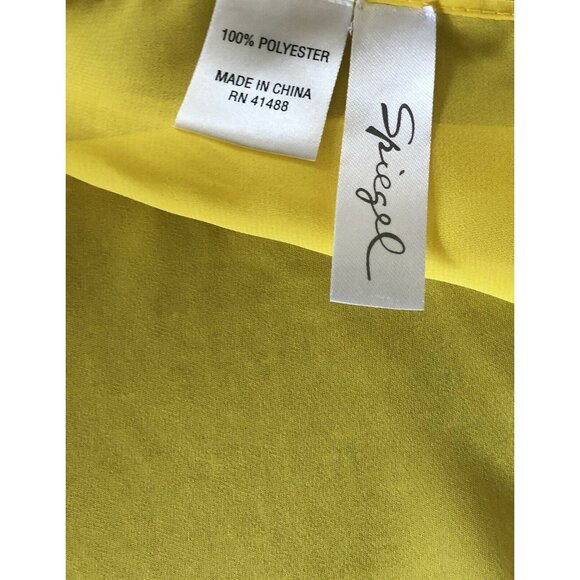 100% POLYESTER
MADE IN CHINA
RN 41488
Spiegel